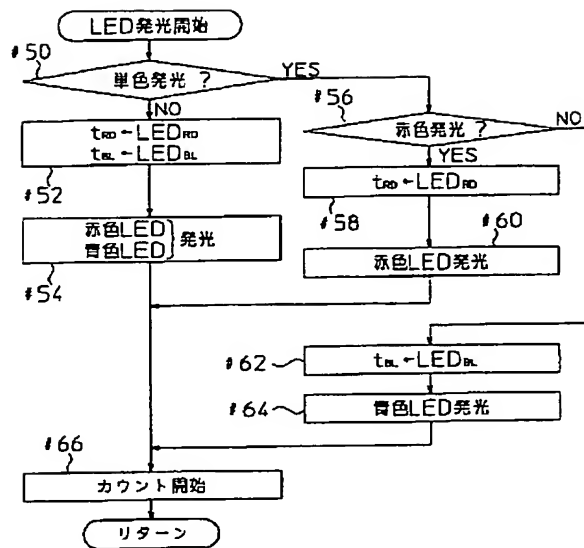 LED発光開始
#50
単色発光?
YES
NO
#56
赤色発光?
NO
YES
tRD←LEDRD
tBL←LEDBL
#52
tRD←LEDRD
#58
#60
赤色LED
青色LED}発光
#54
赤色LED発光
#62
tBL←LEDBL
#64
青色LED発光
#66
カウント開始
リターン